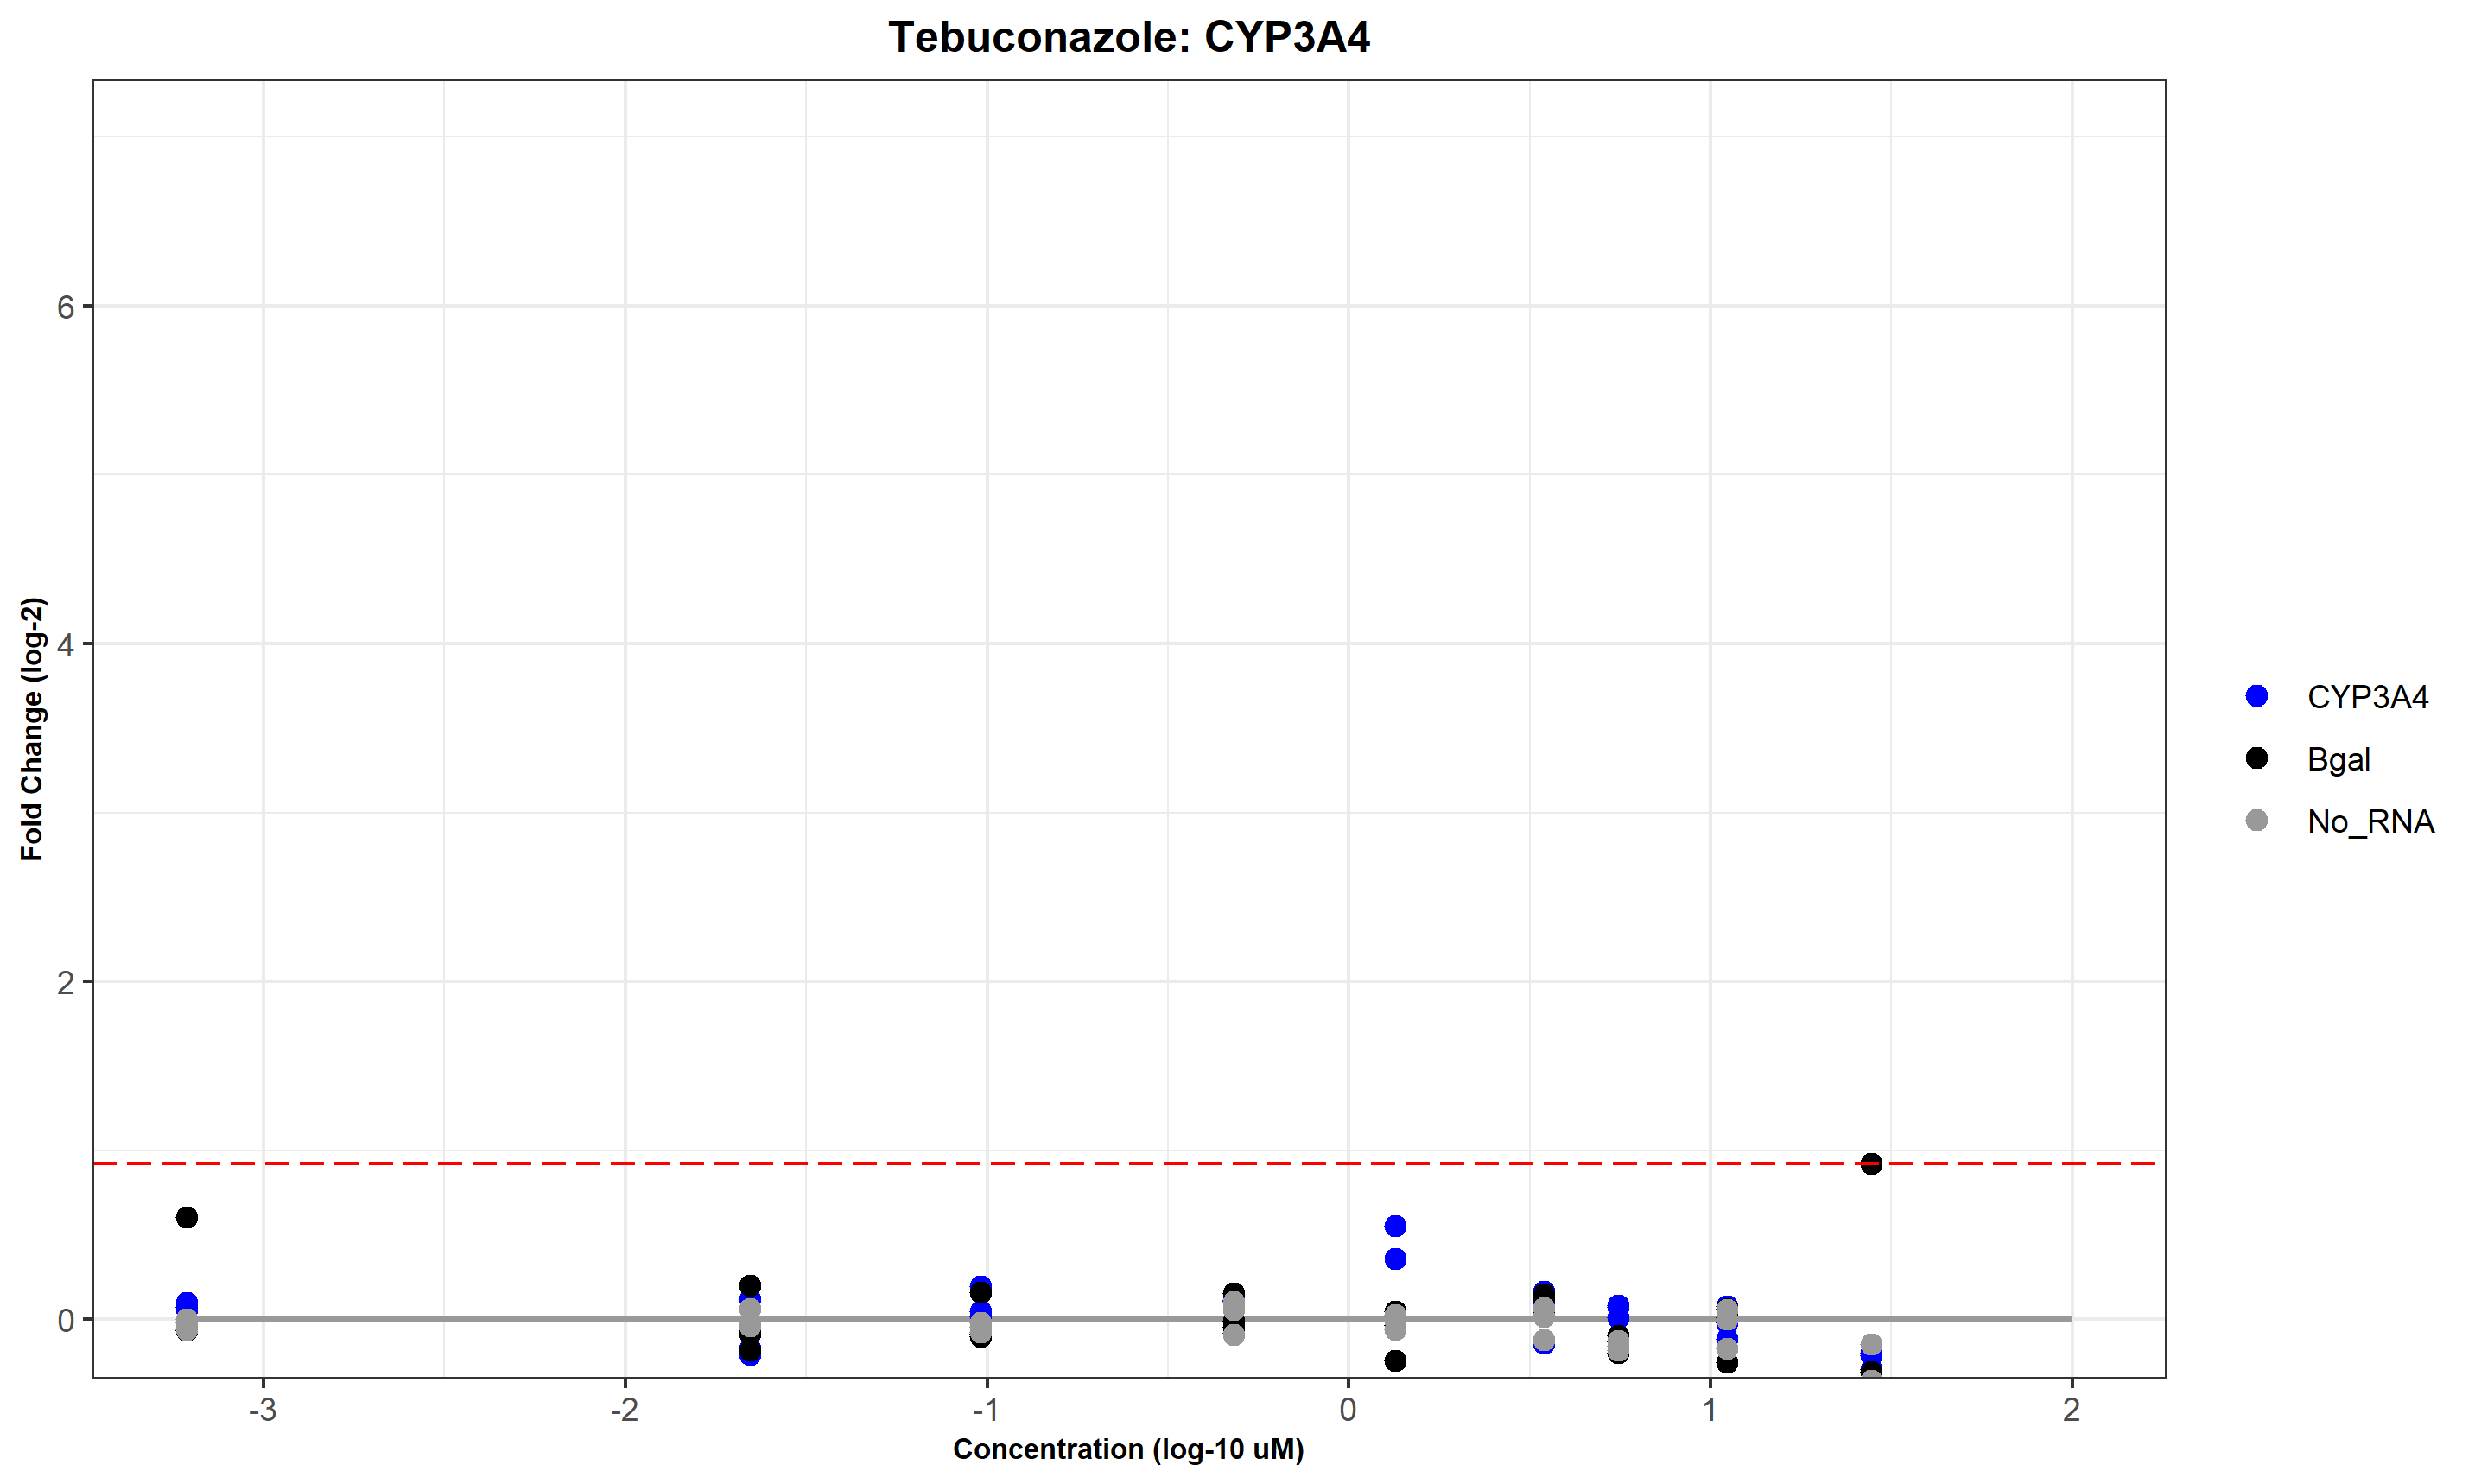 Tebuconazole: CYP3A4
Fold Change (log-2)
6
4
2
0
-3
-2
-1
0
1
2
Concentration (log-10 uM)
CYP3A4
Bgal
No_RNA